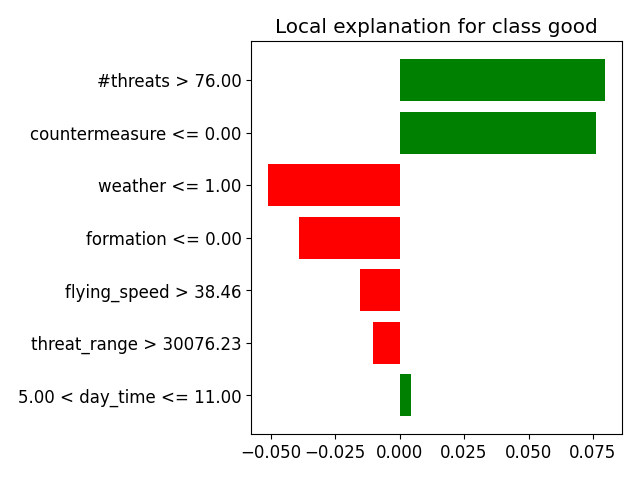 Local explanation for class good
#threats > 76.00
countermeasure <= 0.00
weather <= 1.00
formation <= 0.00
flying_speed > 38.46
threat_range > 30076.23
5.00 < day_time <= 11.00
−0.050 −0.025 0.000 0.025 0.050 0.075